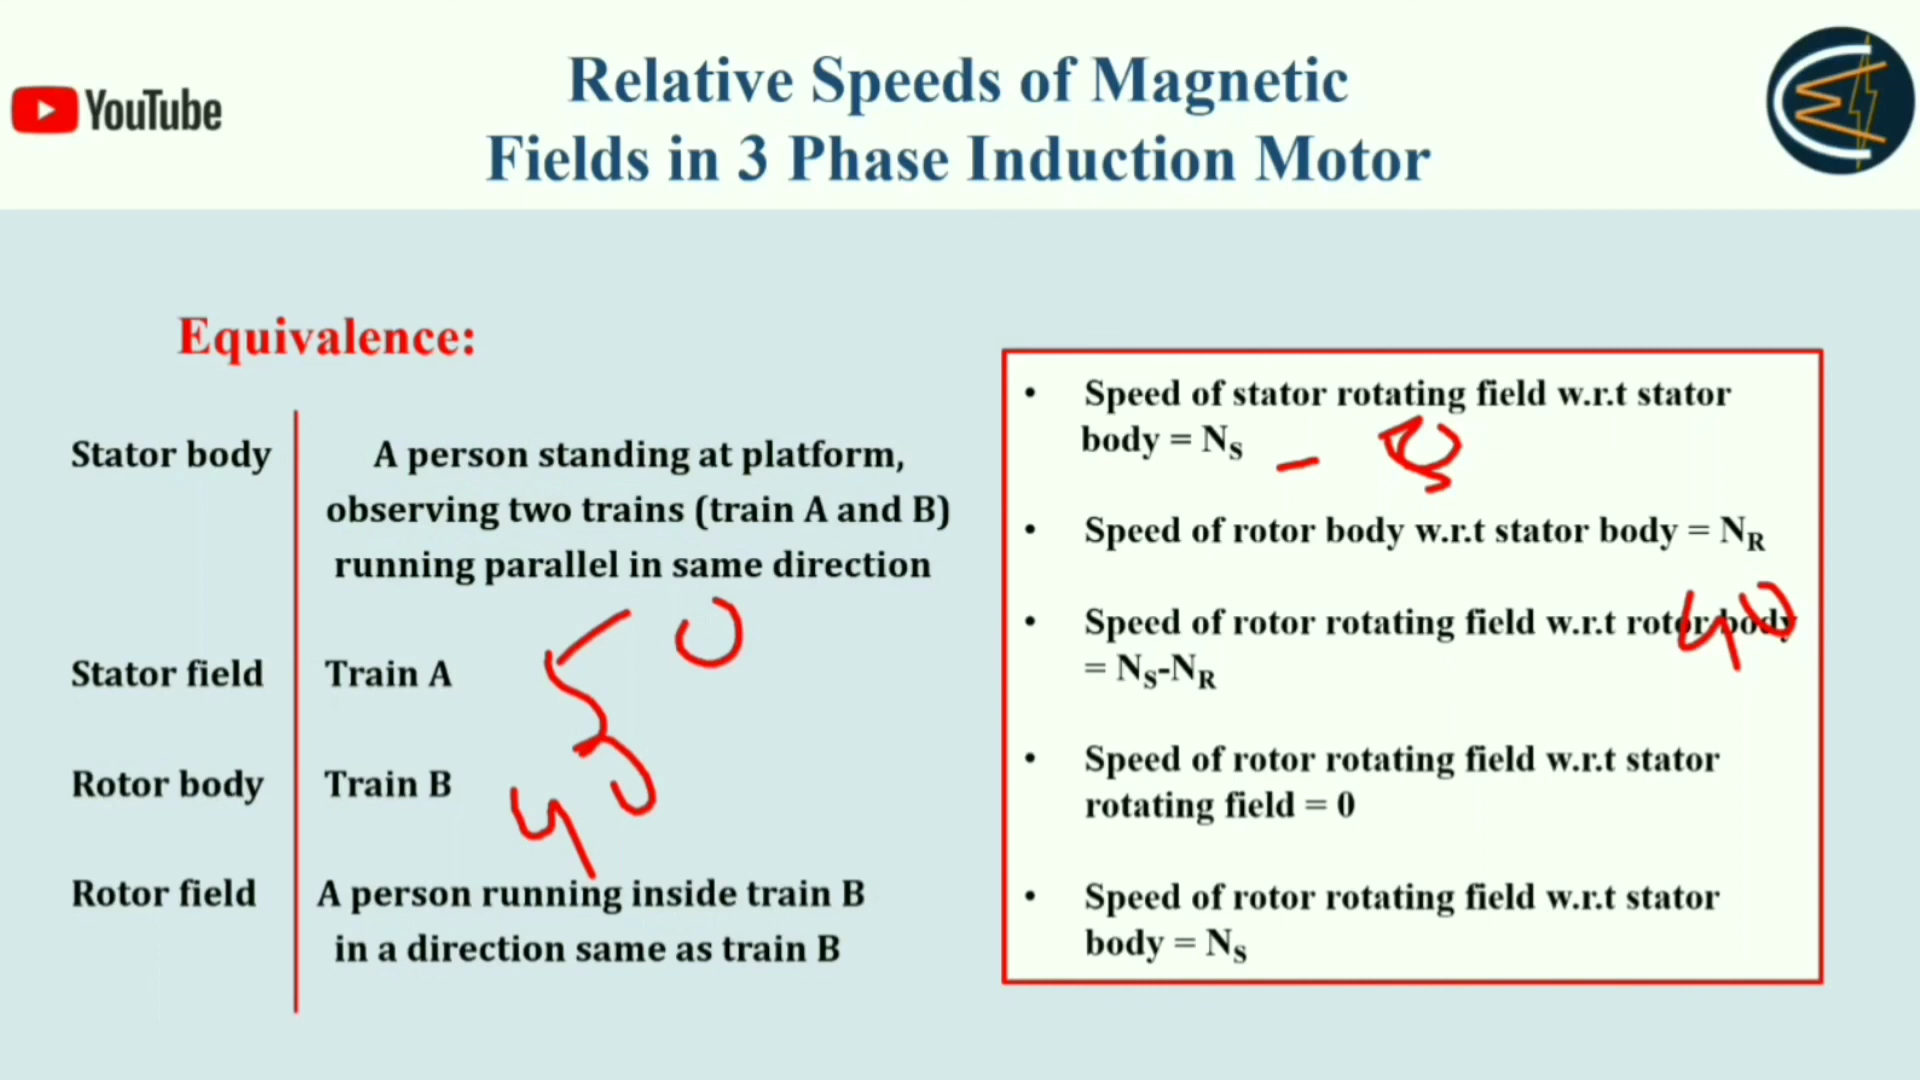 YouTube
Relative Speeds of Magnetic
Fields in 3 Phase Induction Motor
Equivalence:
Stator body
A person standing at platform,
observing two trains (train A and B)
running parallel in same direction
50
Stator field
Train A
Rotor body
Train B
40
Rotor field
A person running inside train B
in a direction same as train B
• Speed of stator rotating field w.r.t stator
body = NS
• Speed of rotor body w.r.t stator body = NR
40
• Speed of rotor rotating field w.r.t rotor body
= NS-NR
• Speed of rotor rotating field w.r.t stator
rotating field = 0
• Speed of rotor rotating field w.r.t stator
body = NS